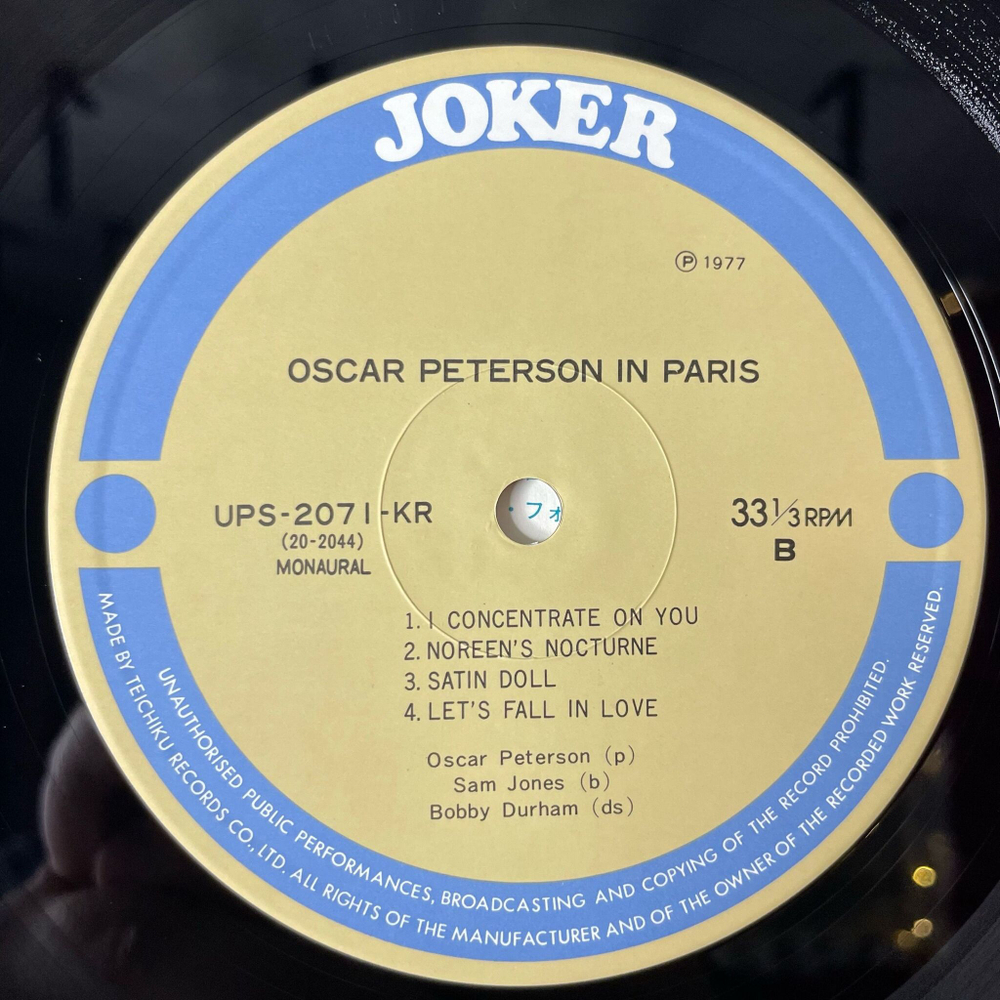 JOKER
Ⓟ 1977
OSCAR PETERSON IN PARIS
UPS-2071-KR
(20-2044)
MONAURAL
33 1/3 RPM
B
・フォ
1. I CONCENTRATE ON YOU
2. NOREEN'S NOCTURNE
3. SATIN DOLL
4. LET'S FALL IN LOVE
Oscar Peterson (p)
Sam Jones (b)
Bobby Durham (ds)
UNAUTHORISED PUBLIC PERFORMANCES, BROADCASTING AND COPYING OF THE RECORD PROHIBITED.
MADE BY TEICHIKU RECORDS CO., LTD. ALL RIGHTS OF THE MANUFACTURER AND OF THE OWNER OF THE RECORDED WORK RESERVED.